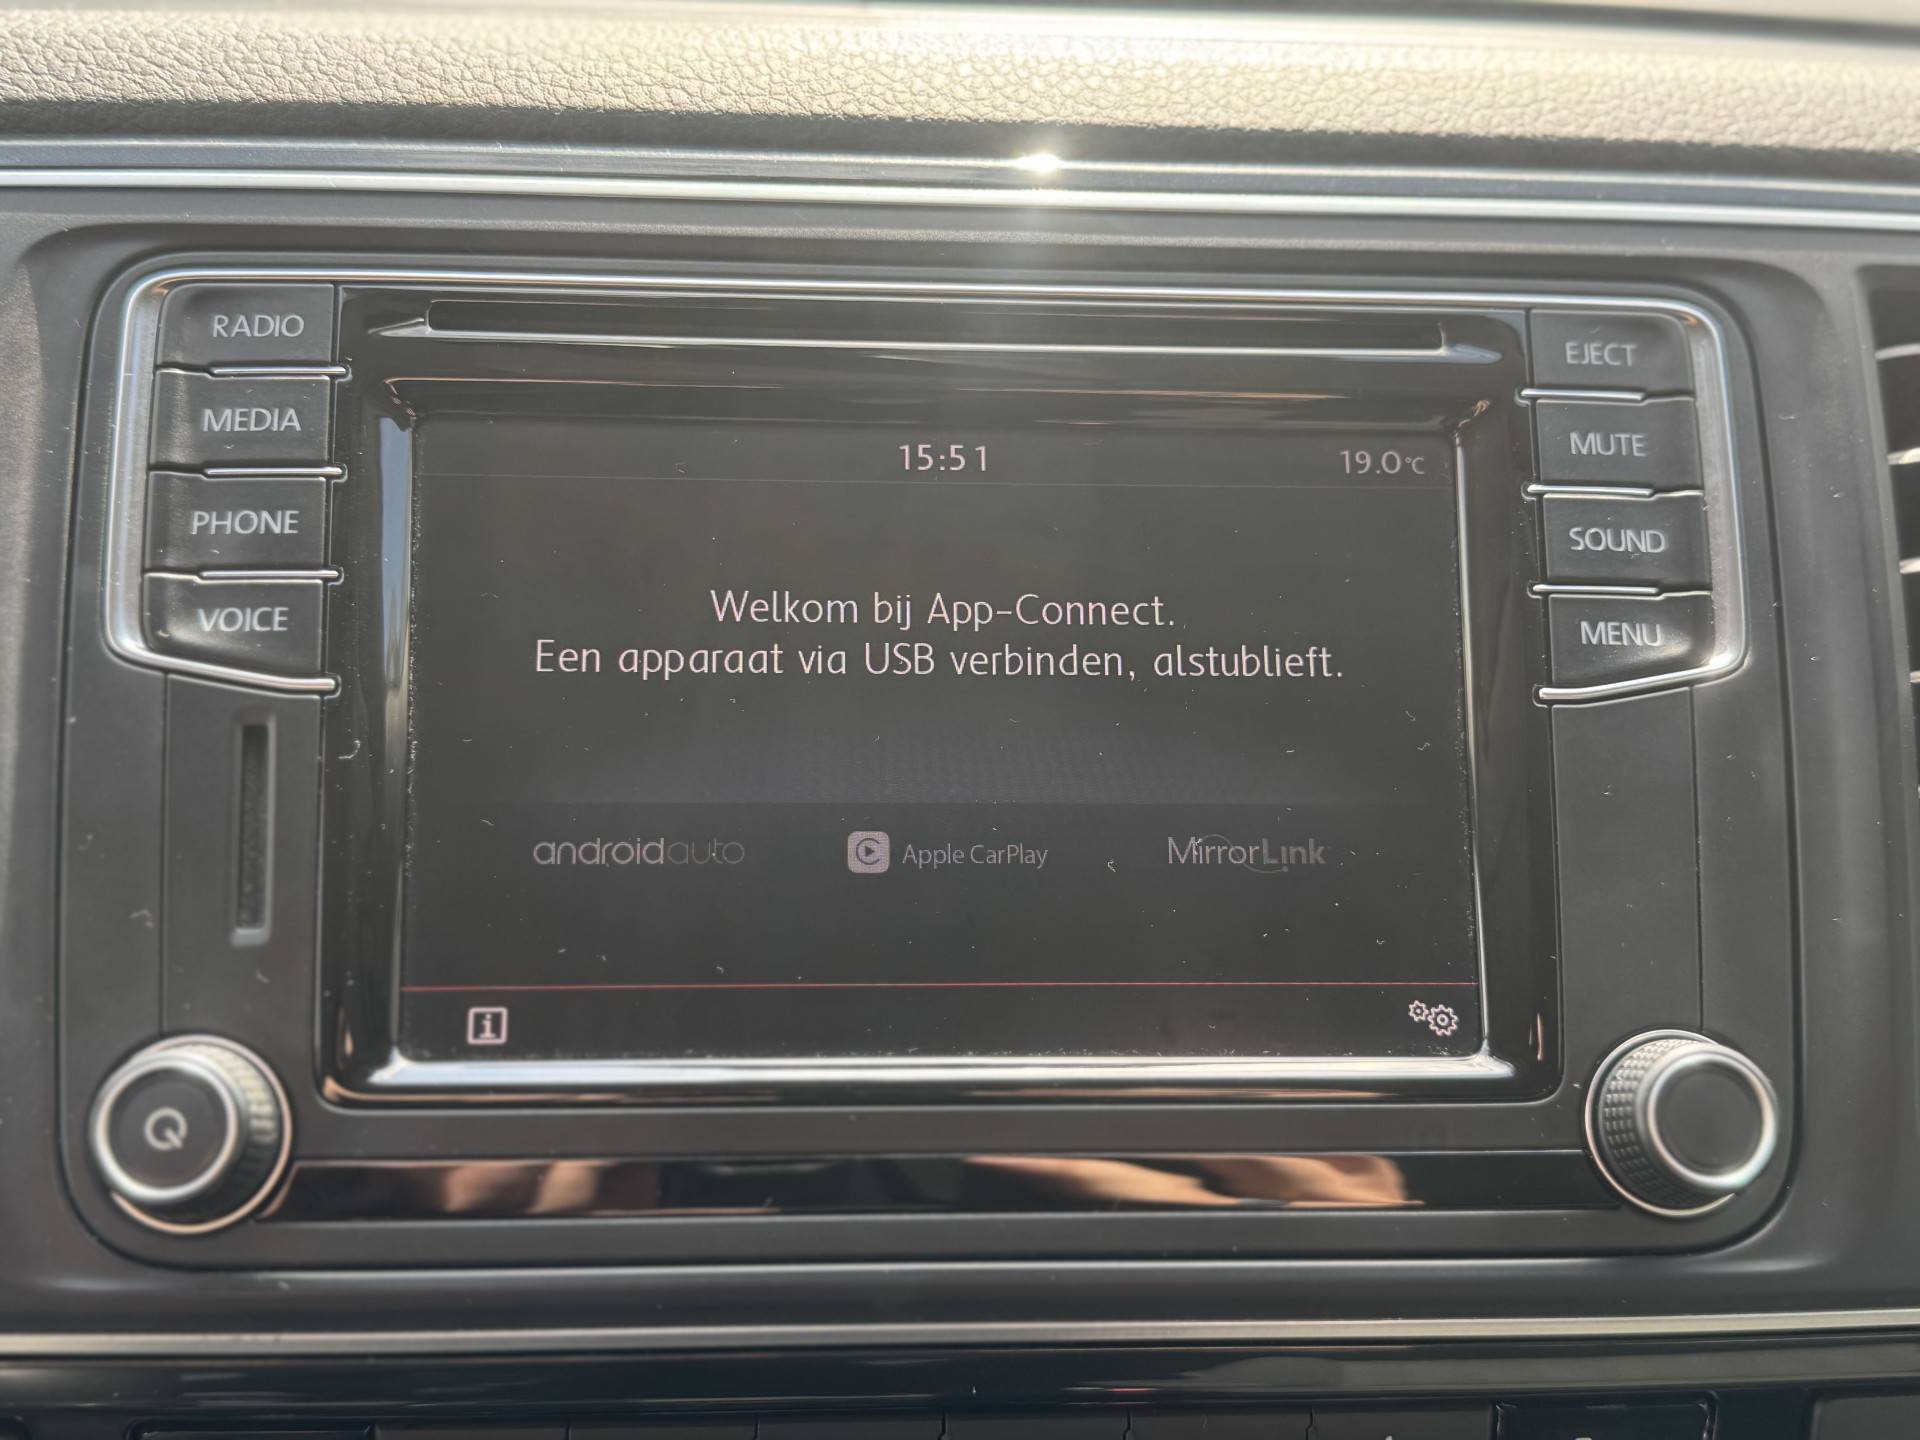 RADIO
MEDIA
PHONE
VOICE
15:51
19.0°C
Welkom bij App-Connect.
Een apparaat via USB verbinden, alstublieft.
androidauto
Apple CarPlay
MirrorLink
EJECT
MUTE
SOUND
MENU